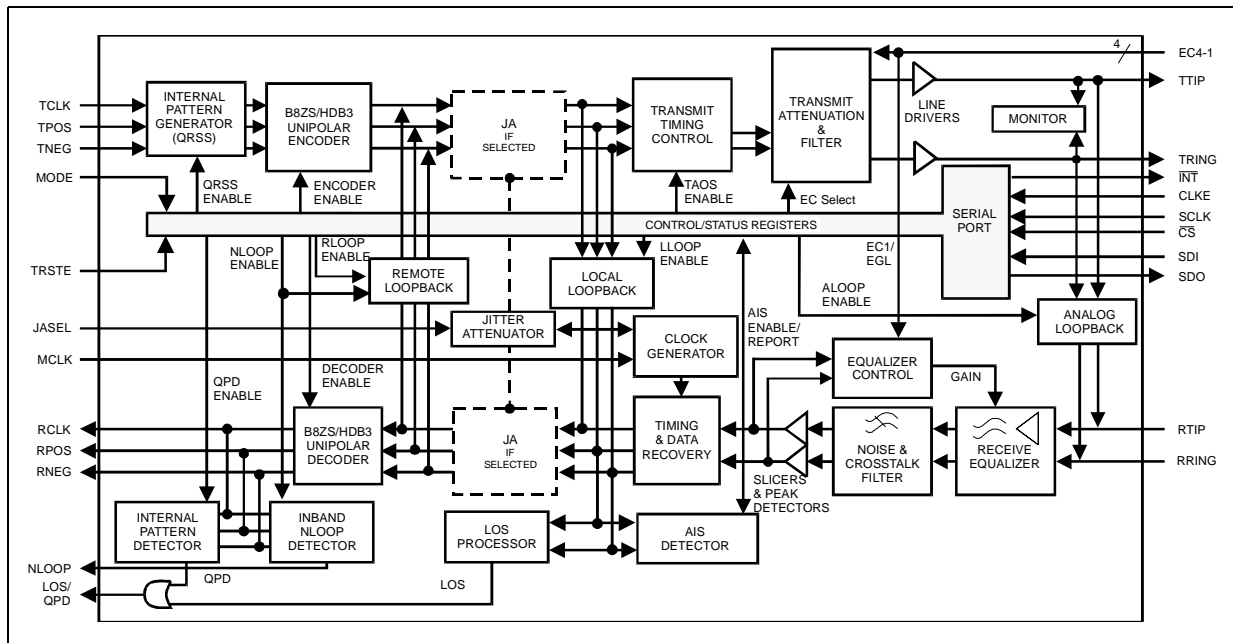 4
EC4-1
TTIP
LINE
DRIVERS
MONITOR
TRING
INT
CLKE
SCLK
CS
SDI
SDO
TCLK
TPOS
TNEG
MODE
INTERNAL
PATTERN
GENERATOR
(QRSS)
B8ZS/HDB3
UNIPOLAR
ENCODER
JA
IF
SELECTED
TRANSMIT
TIMING
CONTROL
TRANSMIT
ATTENUATION
&
FILTER
QRSS
ENABLE
ENCODER
ENABLE
TAOS
ENABLE
EC Select
CONTROL/STATUS REGISTERS
SERIAL
PORT
TRSTE
NLOOP
ENABLE
RLOOP
ENABLE
REMOTE
LOOPBACK
LLOOP
ENABLE
LOCAL
LOOPBACK
EC1/
EGL
ALOOP
ENABLE
ANALOG
LOOPBACK
JASEL
JITTER
ATTENUATOR
AIS
ENABLE/
REPORT
MCLK
CLOCK
GENERATOR
EQUALIZER
CONTROL
GAIN
QPD
ENABLE
DECODER
ENABLE
RCLK
RPOS
RNEG
B8ZS/HDB3
UNIPOLAR
DECODER
JA
IF
SELECTED
TIMING
& DATA
RECOVERY
SLICERS
& PEAK
DETECTORS
NOISE &
CROSSTALK
FILTER
RECEIVE
EQUALIZER
RTIP
RRING
INTERNAL
PATTERN
DETECTOR
INBAND
NLOOP
DETECTOR
LOS
PROCESSOR
AIS
DETECTOR
NLOOP
LOS/
QPD
QPD
LOS